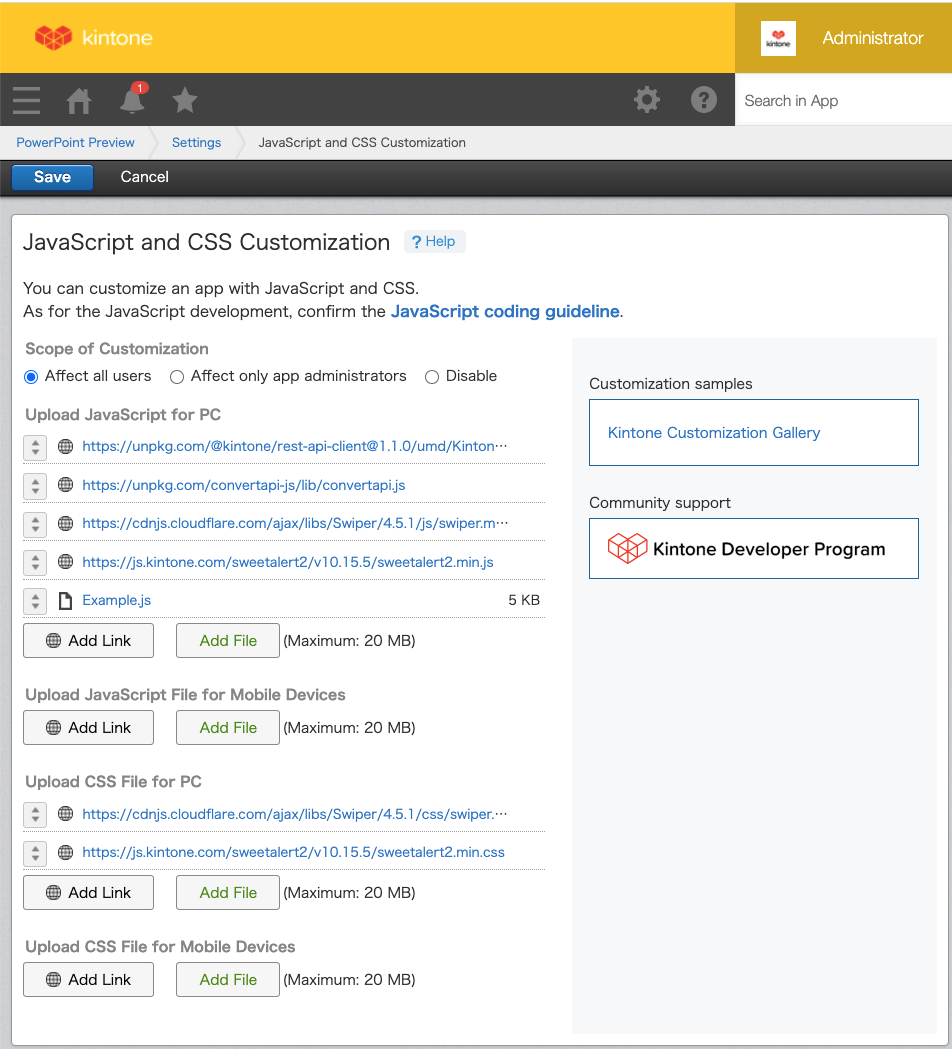 kintone
kintone
Administrator
1
?
Search in App
PowerPoint Preview
Settings
JavaScript and CSS Customization
Save
Cancel
JavaScript and CSS Customization
? Help
You can customize an app with JavaScript and CSS.
As for the JavaScript development, confirm the JavaScript coding guideline.
Scope of Customization
Affect all users
Affect only app administrators
Disable
Upload JavaScript for PC
https://unpkg.com/@kintone/rest-api-client@1.1.0/umd/Kinton⋯
https://unpkg.com/convertapi-js/lib/convertapi.js
https://cdnjs.cloudflare.com/ajax/libs/Swiper/4.5.1/js/swiper.m⋯
https://js.kintone.com/sweetalert2/v10.15.5/sweetalert2.min.js
Example.js
5 KB
Add Link
Add File
(Maximum: 20 MB)
Upload JavaScript File for Mobile Devices
Add Link
Add File
(Maximum: 20 MB)
Upload CSS File for PC
https://cdnjs.cloudflare.com/ajax/libs/Swiper/4.5.1/css/swiper.⋯
https://js.kintone.com/sweetalert2/v10.15.5/sweetalert2.min.css
Add Link
Add File
(Maximum: 20 MB)
Upload CSS File for Mobile Devices
Add Link
Add File
(Maximum: 20 MB)
Customization samples
Kintone Customization Gallery
Community support
Kintone Developer Program